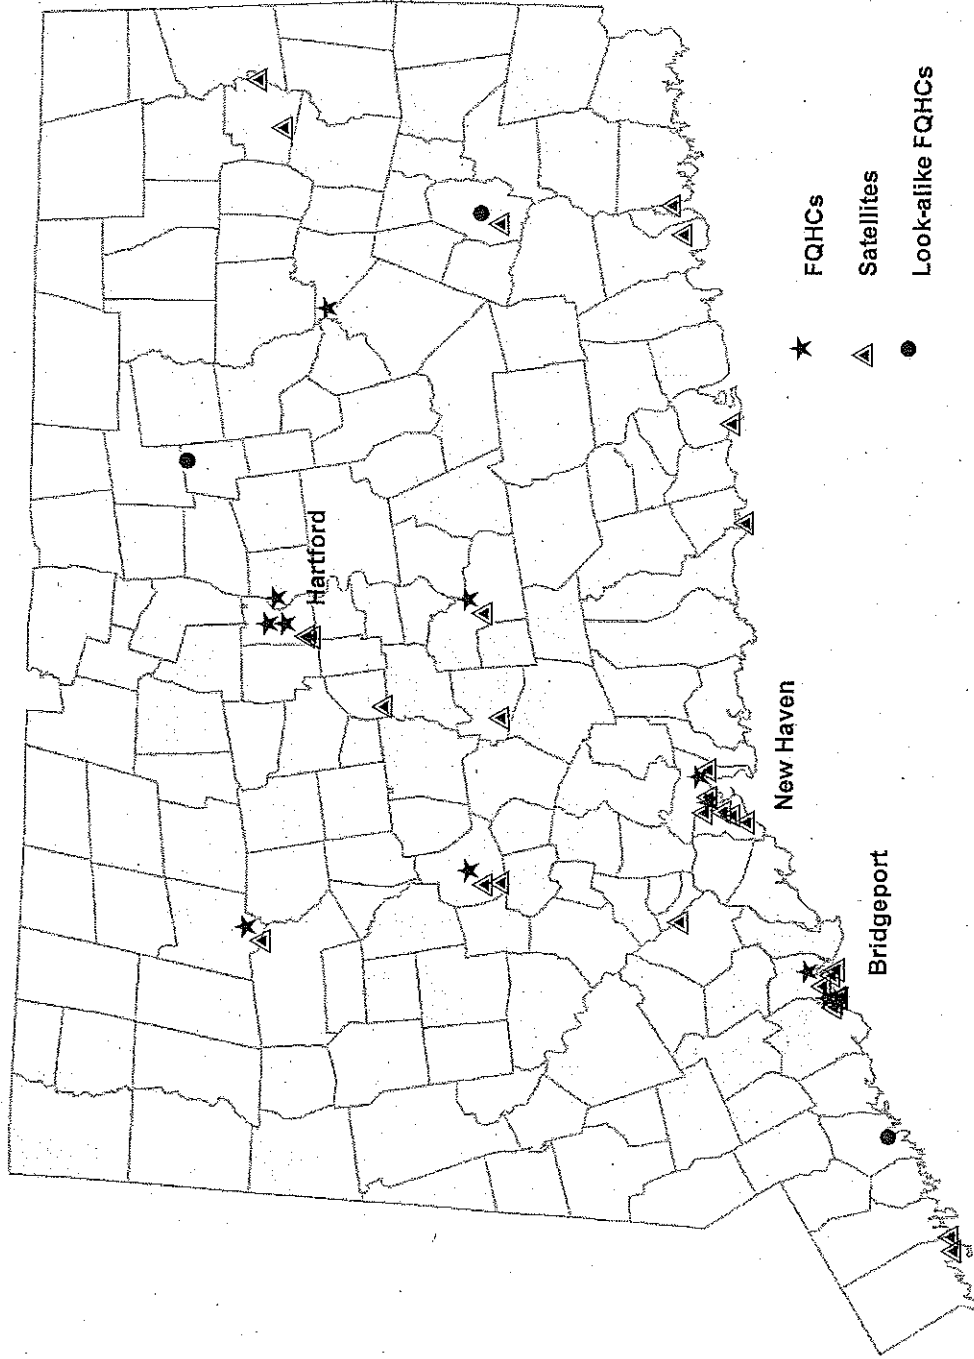 Hartford
New Haven
Bridgeport
FQHCs
Satellites
Look-alike FQHCs